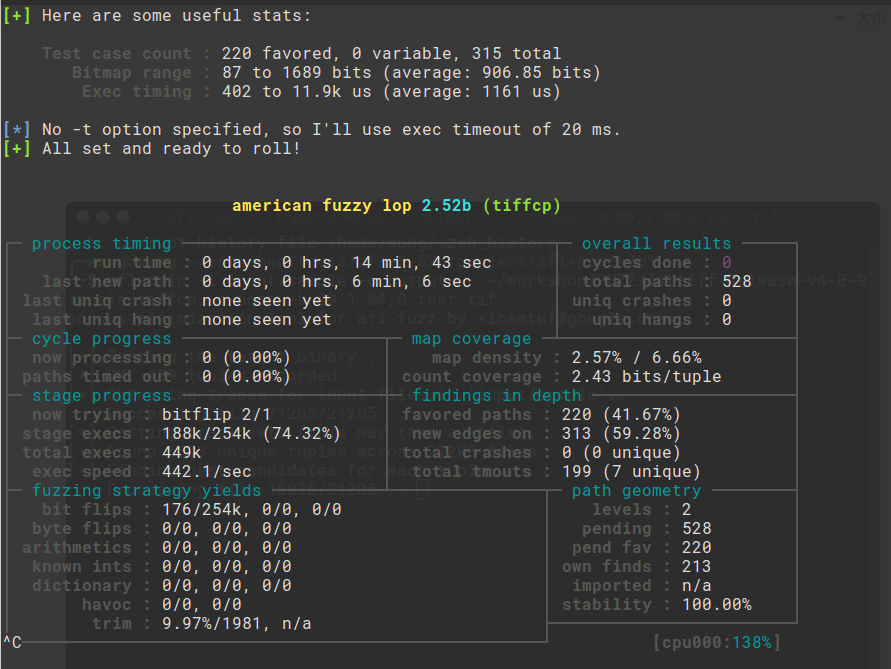 [+] Here are some useful stats:
Test case count : 220 favored, 0 variable, 315 total
Bitmap range : 87 to 1689 bits (average: 906.85 bits)
Exec timing : 402 to 11.9k us (average: 1161 us)
[*] No -t option specified, so I'll use exec timeout of 20 ms.
[+] All set and ready to roll!
american fuzzy lop 2.52b (tiffcp)
process timing overall results
run time : 0 days, 0 hrs, 14 min, 43 sec cycles done : 0
last new path : 0 days, 0 hrs, 6 min, 6 sec total paths : 528
last uniq crash : none seen yet uniq crashes : 0
last uniq hang : none seen yet uniq hangs : 0
cycle progress map coverage
now processing : 0 (0.00%) map density : 2.57% / 6.66%
paths timed out : 0 (0.00%) count coverage : 2.43 bits/tuple
stage progress findings in depth
now trying : bitflip 2/1 favored paths : 220 (41.67%)
stage execs : 188k/254k (74.32%) new edges on : 313 (59.28%)
total execs : 449k total crashes : 0 (0 unique)
exec speed : 442.1/sec total tmouts : 199 (7 unique)
fuzzing strategy yields path geometry
bit flips : 176/254k, 0/0, 0/0 levels : 2
byte flips : 0/0, 0/0, 0/0 pending : 528
arithmetics : 0/0, 0/0, 0/0 pend fav : 220
known ints : 0/0, 0/0, 0/0 own finds : 213
dictionary : 0/0, 0/0, 0/0 imported : n/a
havoc : 0/0, 0/0 stability : 100.00%
trim : 9.97%/1981, n/a
^C [cpu000:138%]